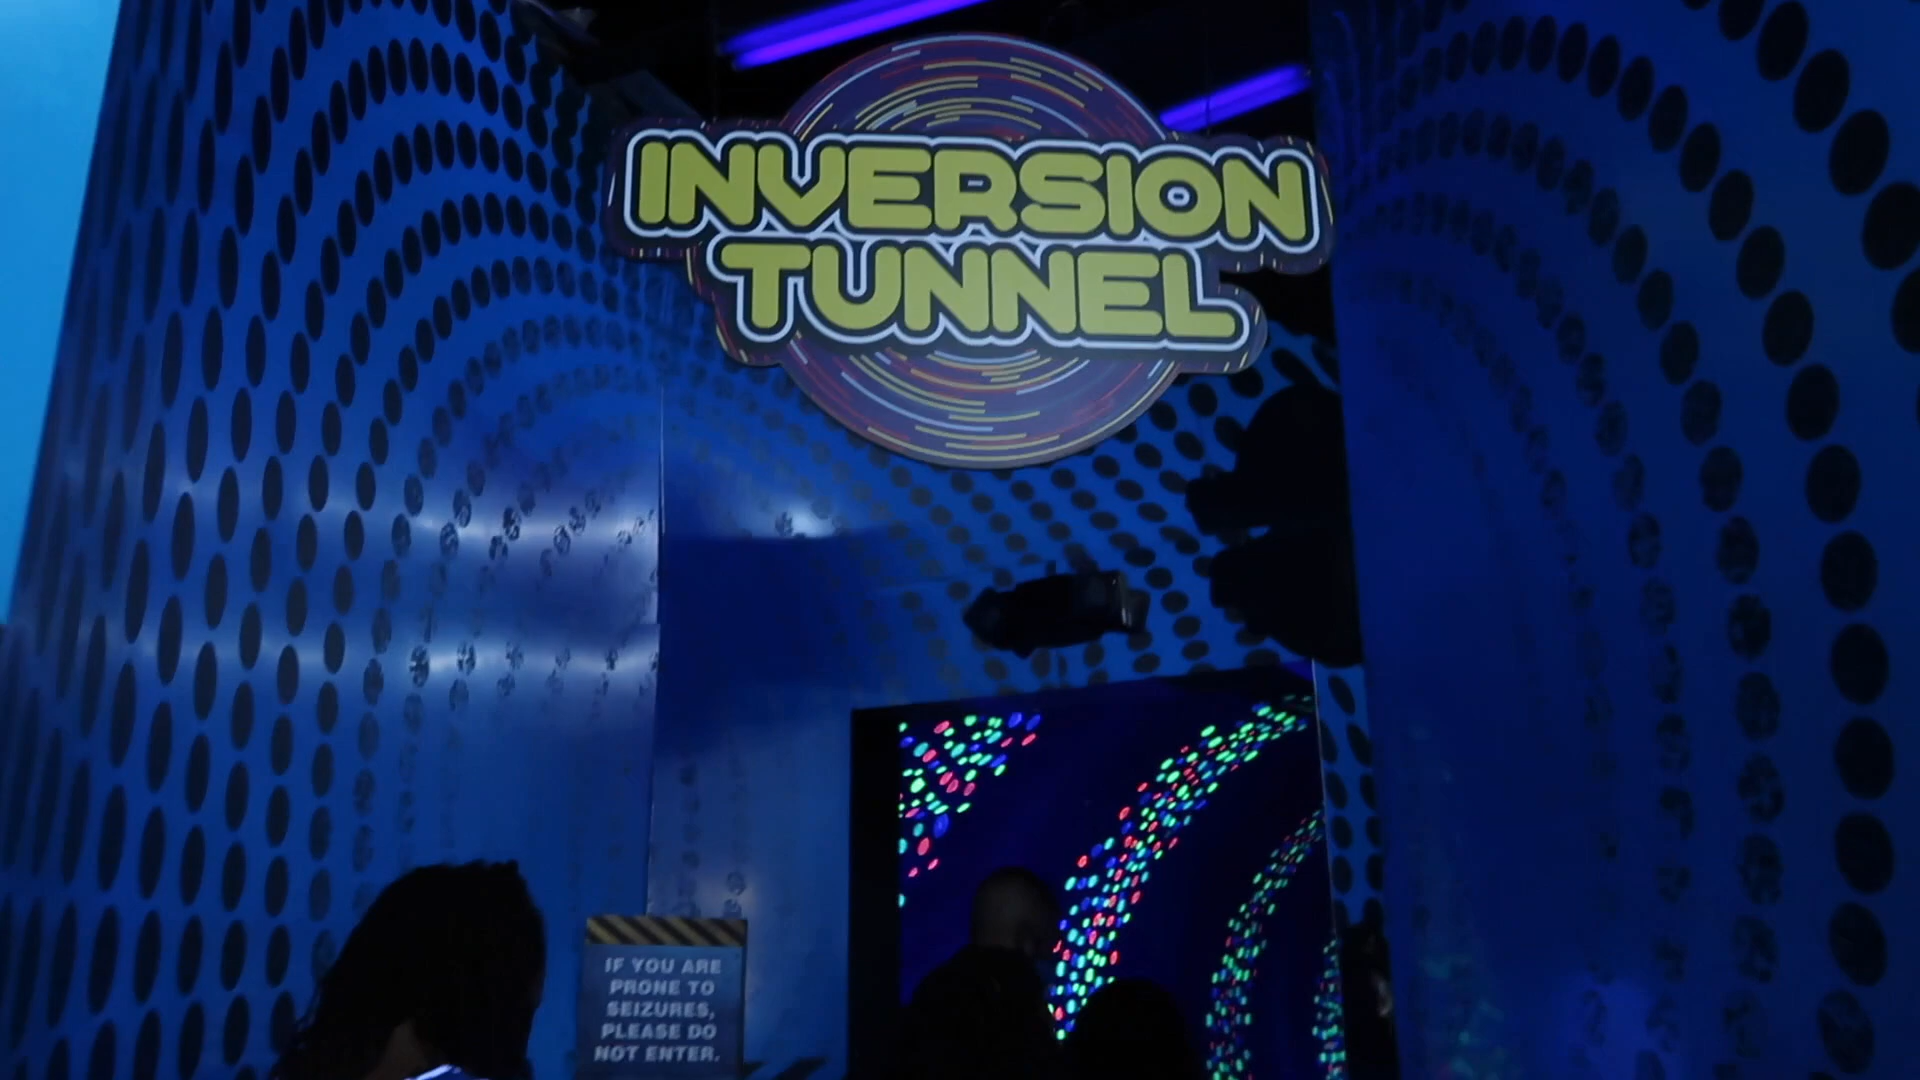 INVERSION
TUNNEL
IF YOU ARE
PRONE TO
SEIZURES,
PLEASE DO
NOT ENTER.